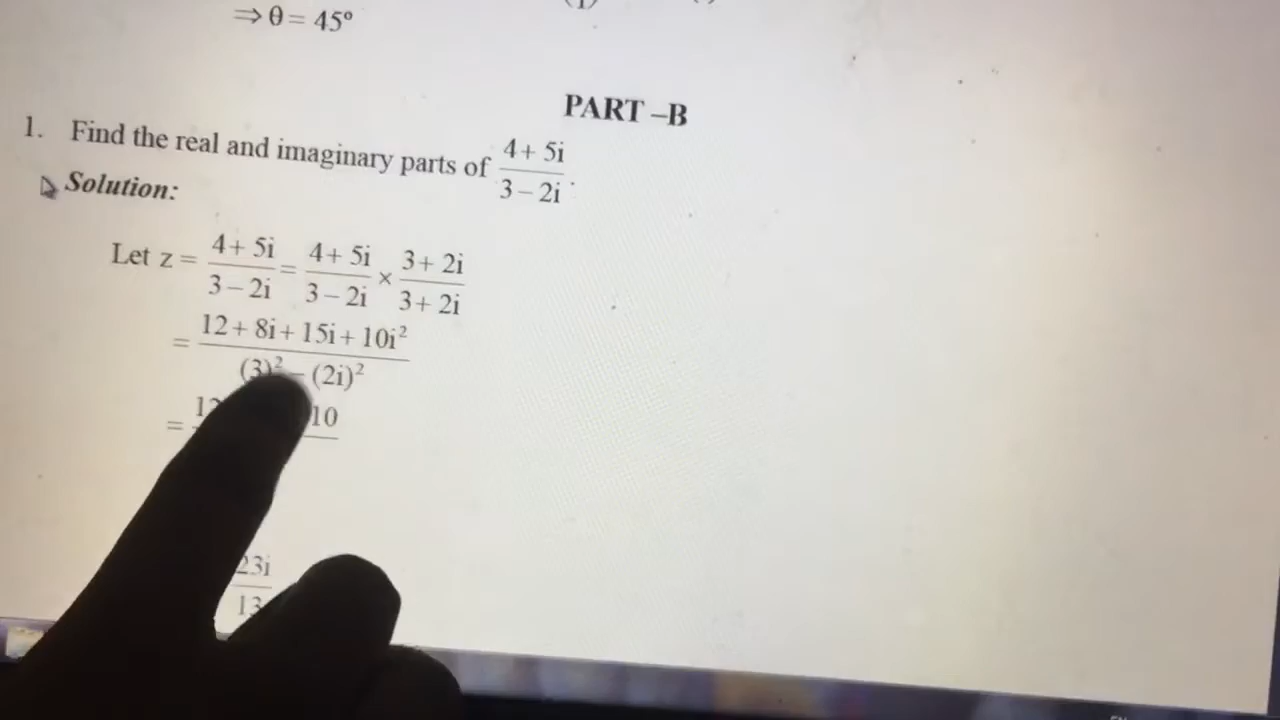 ⇒ θ = 45°
PART –B
1. Find the real and imaginary parts of (4+ 5i)/(3 – 2i).
Solution:
Let z = (4+ 5i)/(3 – 2i) = (4+ 5i)/(3 – 2i) × (3+ 2i)/(3+ 2i)
= (12+ 8i+ 15i+ 10i²)/((3)² – (2i)²)
= 10
23i/13